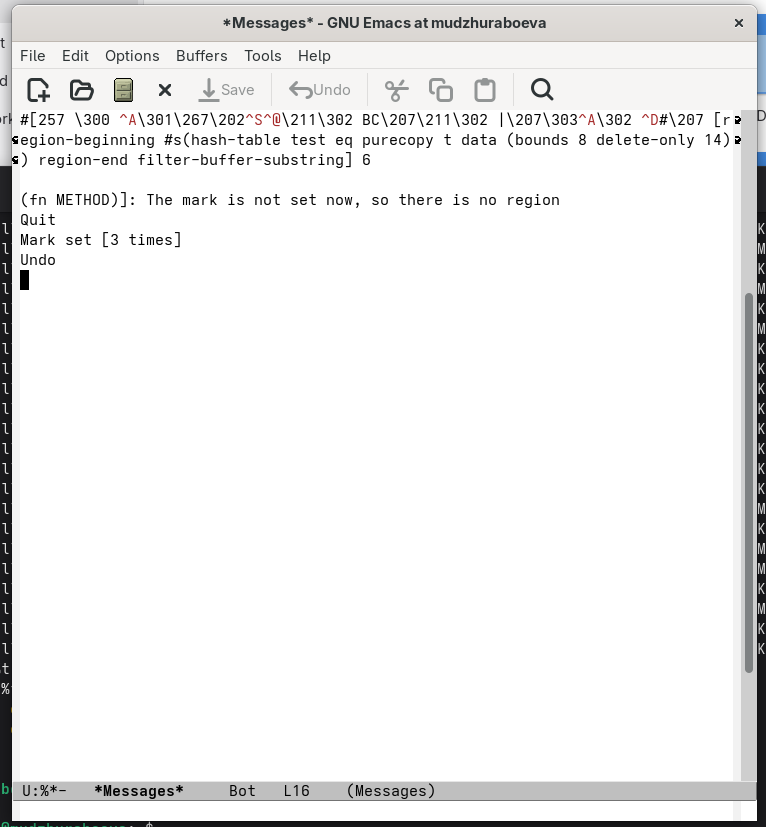 *Messages* - GNU Emacs at mudzhuraboeva
File Edit Options Buffers Tools Help
Save Undo
#[257 \300 ^A\301\267\202^S^@\211\302 BC\207\211\302 |\207\303^A\302 ^D#\207 [r
egion-beginning #s(hash-table test eq purecopy t data (bounds 8 delete-only 14)
) region-end filter-buffer-substring] 6
(fn METHOD)]: The mark is not set now, so there is no region
Quit
Mark set [3 times]
Undo
U:%*- *Messages* Bot L16 (Messages)